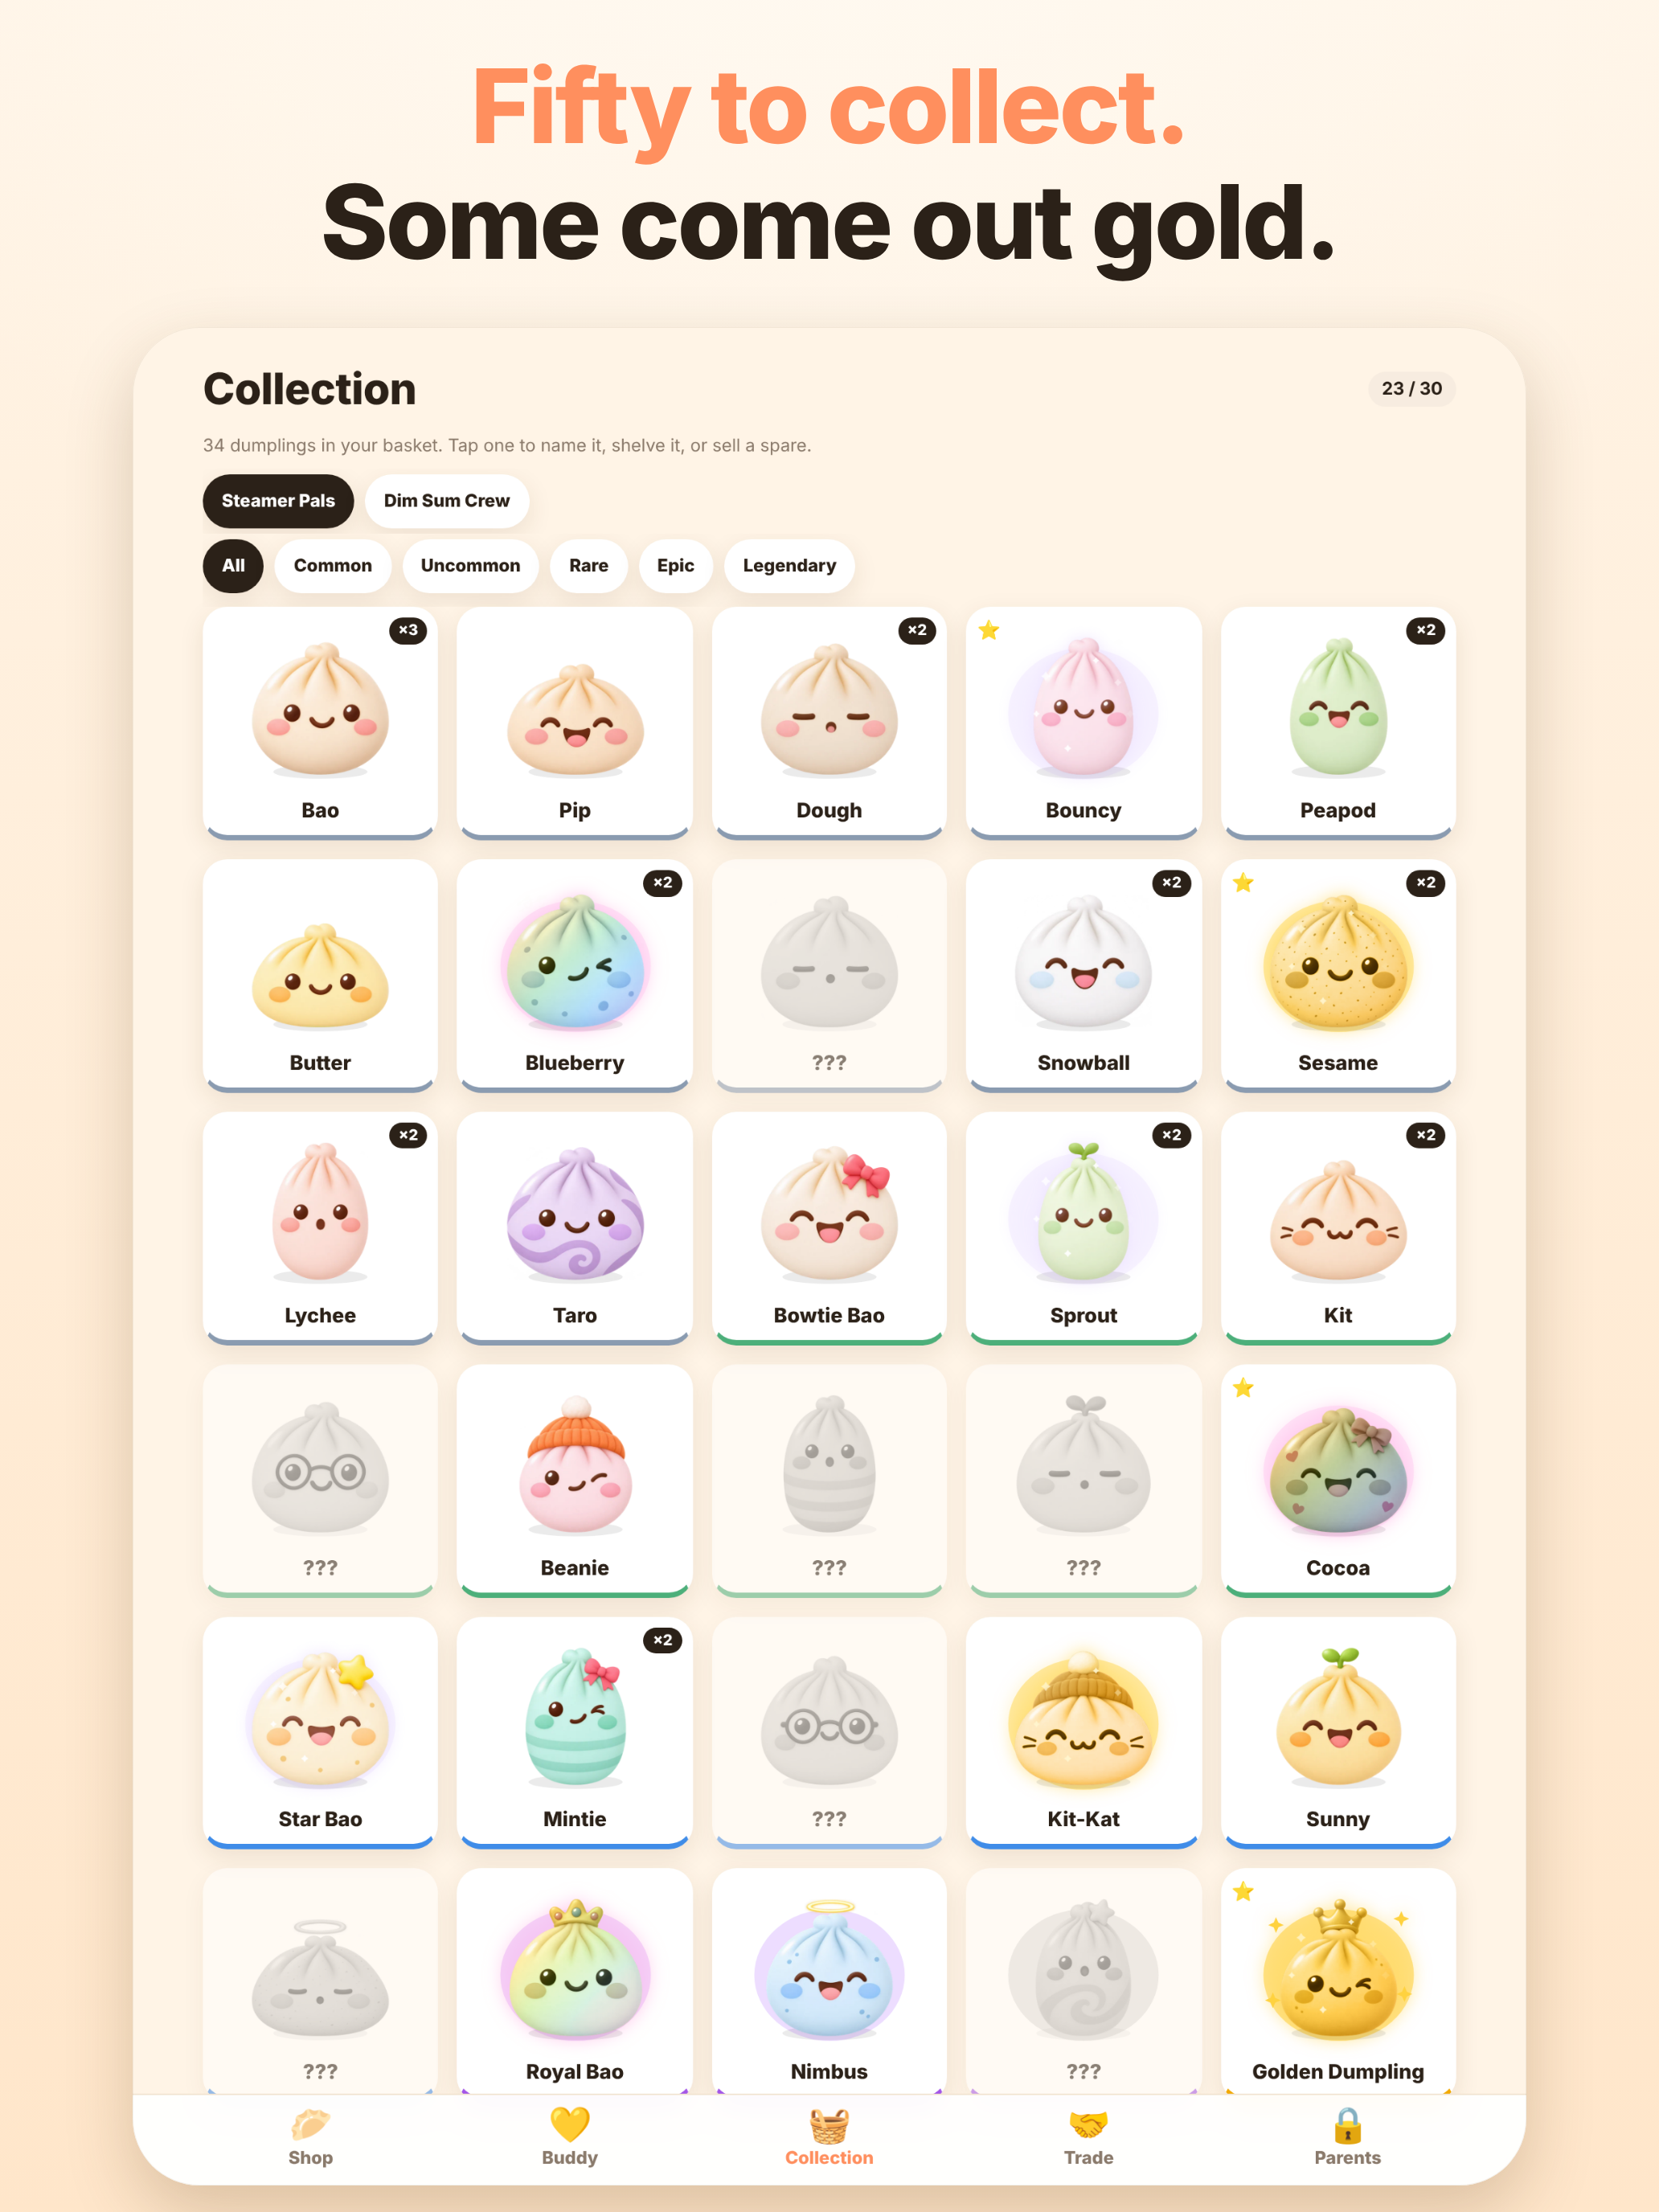 Fifty to collect.
Some come out gold.
Collection
23 / 30
34 dumplings in your basket. Tap one to name it, shelve it, or sell a spare.
Steamer Pals
Dim Sum Crew
All
Common
Uncommon
Rare
Epic
Legendary
×3
Bao
Pip
×2
Dough
Bouncy
×2
Peapod
Butter
×2
Blueberry
???
×2
Snowball
×2
Sesame
×2
Lychee
Taro
Bowtie Bao
×2
Sprout
×2
Kit
???
Beanie
???
???
Cocoa
Star Bao
×2
Mintie
???
Kit-Kat
Sunny
???
Royal Bao
Nimbus
???
Golden Dumpling
Shop
Buddy
Collection
Trade
Parents